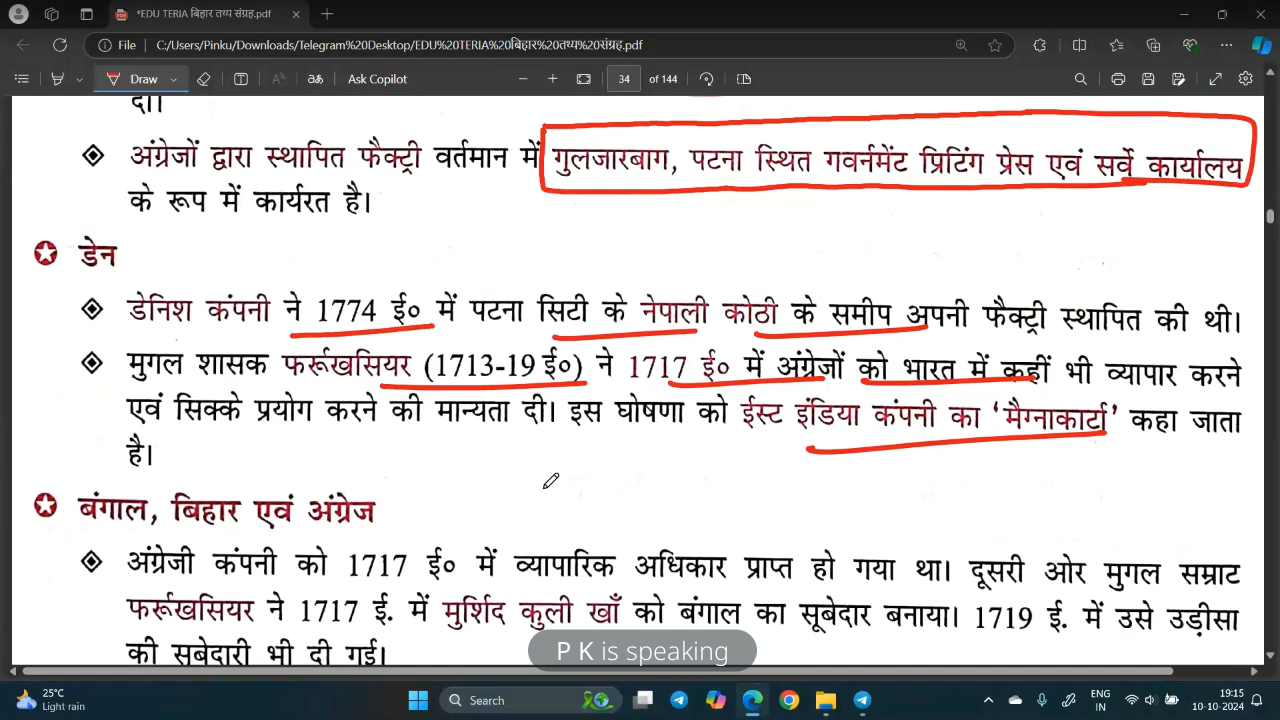 *EDU TERIA बिहार तथ्य संग्रह.pdf
File C:/Users/Pinku/Downloads/Telegram%20Desktop/EDU%20TERIA%20बिहार%20तथ्य%20संग्रह.pdf
Draw Ask Copilot 34 of 144
दी।
अंग्रेजों द्वारा स्थापित फैक्ट्री वर्तमान में गुलजारबाग, पटना स्थित गवर्नमेंट प्रिटिंग प्रेस एवं सर्वे कार्यालय
के रूप में कार्यरत है।
डेन
डेनिश कंपनी ने 1774 ई० में पटना सिटी के नेपाली कोठी के समीप अपनी फैक्ट्री स्थापित की थी।
मुगल शासक फर्रूखसियर (1713-19 ई०) ने 1717 ई० में अंग्रेजों को भारत में कहीं भी व्यापार करने
एवं सिक्के प्रयोग करने की मान्यता दी। इस घोषणा को ईस्ट इंडिया कंपनी का 'मैग्नाकार्टा' कहा जाता
है।
बंगाल, बिहार एवं अंग्रेज
अंग्रेजी कंपनी को 1717 ई० में व्यापारिक अधिकार प्राप्त हो गया था। दूसरी ओर मुगल सम्राट
फर्रूखसियर ने 1717 ई. में मुर्शिद कुली खाँ को बंगाल का सूबेदार बनाया। 1719 ई. में उसे उड़ीसा
की सूबेदारी भी दी गई।
P K is speaking
25°C
Light rain
Search
ENG
IN
19:15
10-10-2024